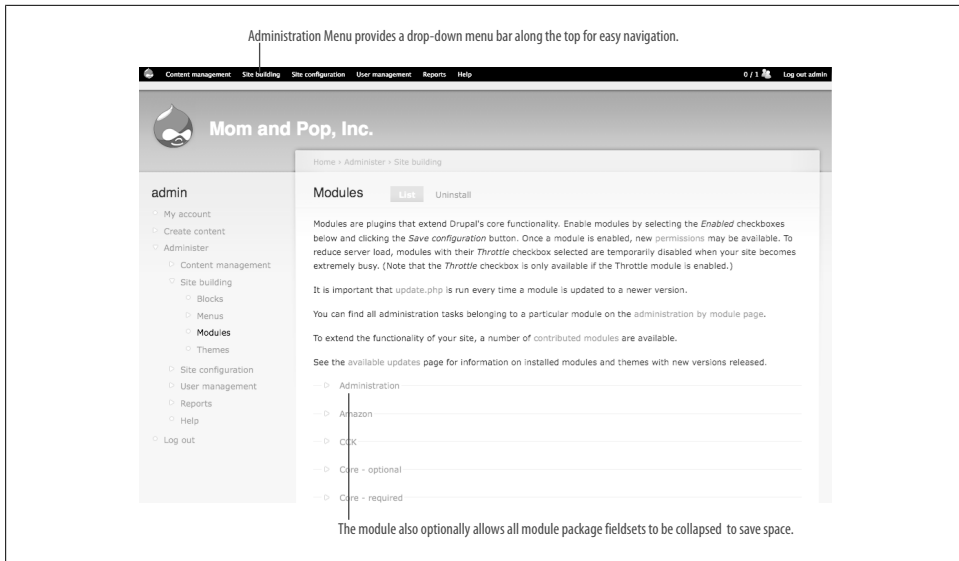 Administration Menu provides a drop-down menu bar along the top for easy navigation.
Content management Site building Site configuration User management Reports Help 0 / 1 Log out admin
Mom and Pop, Inc.
Home » Administer » Site building
admin
My account
Create content
Administer
Content management
Site building
Blocks
Menus
Modules
Themes
Site configuration
User management
Reports
Help
Log out
Modules List Uninstall
Modules are plugins that extend Drupal's core functionality. Enable modules by selecting the Enabled checkboxes
below and clicking the Save configuration button. Once a module is enabled, new permissions may be available. To
reduce server load, modules with their Throttle checkbox selected are temporarily disabled when your site becomes
extremely busy. (Note that the Throttle checkbox is only available if the Throttle module is enabled.)
It is important that update.php is run every time a module is updated to a newer version.
You can find all administration tasks belonging to a particular module on the administration by module page.
To extend the functionality of your site, a number of contributed modules are available.
See the available updates page for information on installed modules and themes with new versions released.
Administration
Amazon
CCK
Core - optional
Core - required
The module also optionally allows all module package fieldsets to be collapsed to save space.